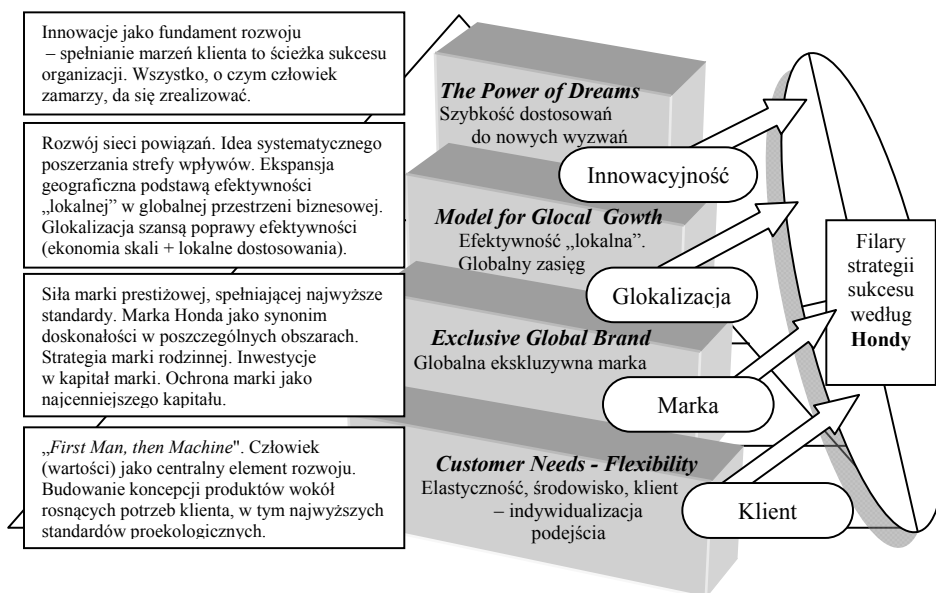 Innowacje jako fundament rozwoju
– spełnianie marzeń klienta to ścieżka sukcesu
organizacji. Wszystko, o czym człowiek
zamarzy, da się zrealizować.
The Power of Dreams
Szybkość dostosowań
do nowych wyzwań
Innowacyjność
Rozwój sieci powiązań. Idea systematycznego
poszerzania strefy wpływów. Ekspansja
geograficzna podstawą efektywności
„lokalnej” w globalnej przestrzeni biznesowej.
Glokalizacja szansą poprawy efektywności
(ekonomia skali + lokalne dostosowania).
Model for Glocal Gowth
Efektywność „lokalna”.
Globalny zasięg
Glokalizacja
Siła marki prestiżowej, spełniającej najwyższe
standardy. Marka Honda jako synonim
doskonałości w poszczególnych obszarach.
Strategia marki rodzinnej. Inwestycje
w kapitał marki. Ochrona marki jako
najcenniejszego kapitału.
Exclusive Global Brand
Globalna ekskluzywna marka
Marka
„First Man, then Machine". Człowiek
(wartości) jako centralny element rozwoju.
Budowanie koncepcji produktów wokół
rosnących potrzeb klienta, w tym najwyższych
standardów proekologicznych.
Customer Needs - Flexibility
Elastyczność, środowisko, klient
– indywidualizacja
podejścia
Klient
Filary
strategii
sukcesu
według
Hondy